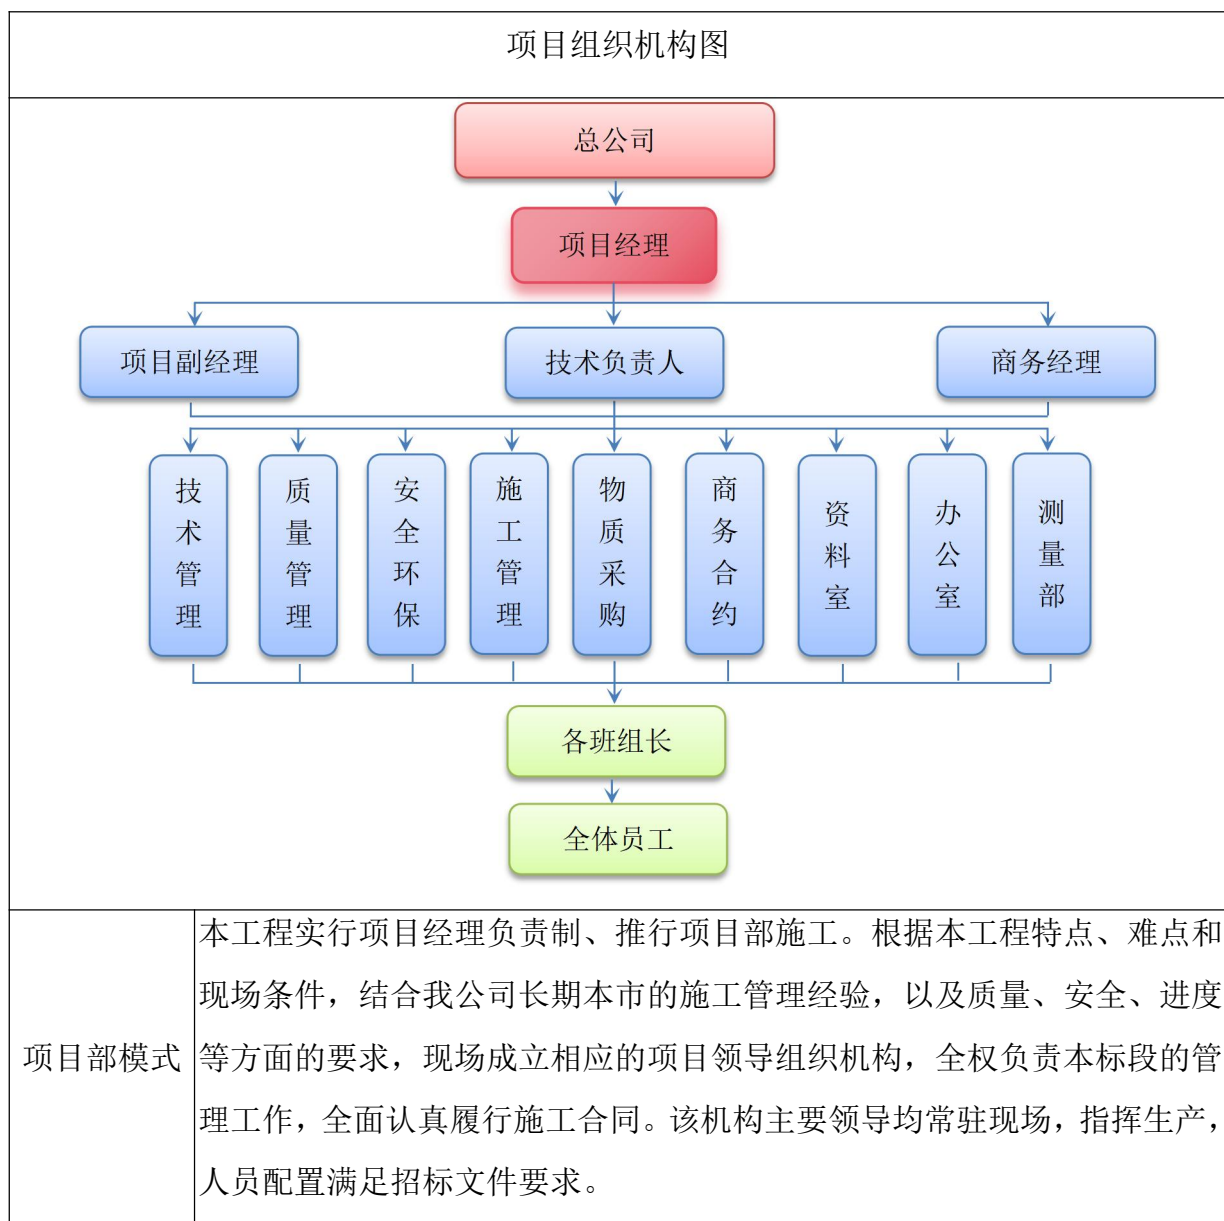 项目组织机构图
总公司
项目经理
项目副经理
技术负责人
商务经理
技术管理
质量管理
安全环保
施工管理
物质采购
商务合约
资料室
办公室
测量部
各班组长
全体员工
项目部模式
本工程实行项目经理负责制、推行项目部施工。根据本工程特点、难点和
现场条件，结合我公司长期本市的施工管理经验，以及质量、安全、进度
等方面的要求，现场成立相应的项目领导组织机构，全权负责本标段的管
理工作，全面认真履行施工合同。该机构主要领导均常驻现场，指挥生产，
人员配置满足招标文件要求。